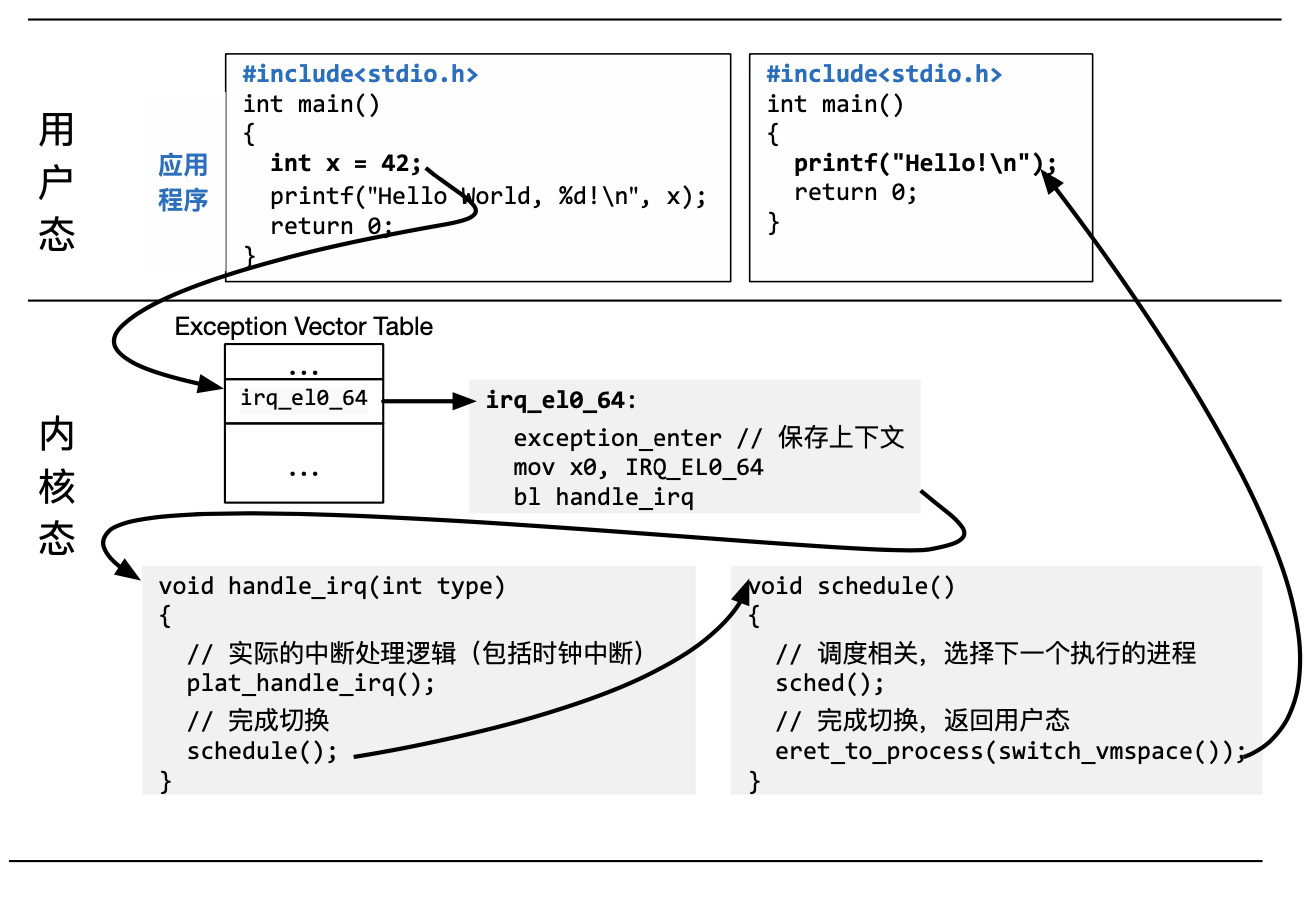 用户态
应用
程序
#include<stdio.h>
int main()
{
  int x = 42;
  printf("Hello World, %d!\n", x);
  return 0;
}
#include<stdio.h>
int main()
{
  printf("Hello!\n");
  return 0;
}
内核态
Exception Vector Table
...
irq_el0_64
...
irq_el0_64:
  exception_enter // 保存上下文
  mov x0, IRQ_EL0_64
  bl handle_irq
void handle_irq(int type)
{
  // 实际的中断处理逻辑（包括时钟中断）
  plat_handle_irq();
  // 完成切换
  schedule();
}
void schedule()
{
  // 调度相关，选择下一个执行的进程
  sched();
  // 完成切换，返回用户态
  eret_to_process(switch_vmspace());
}